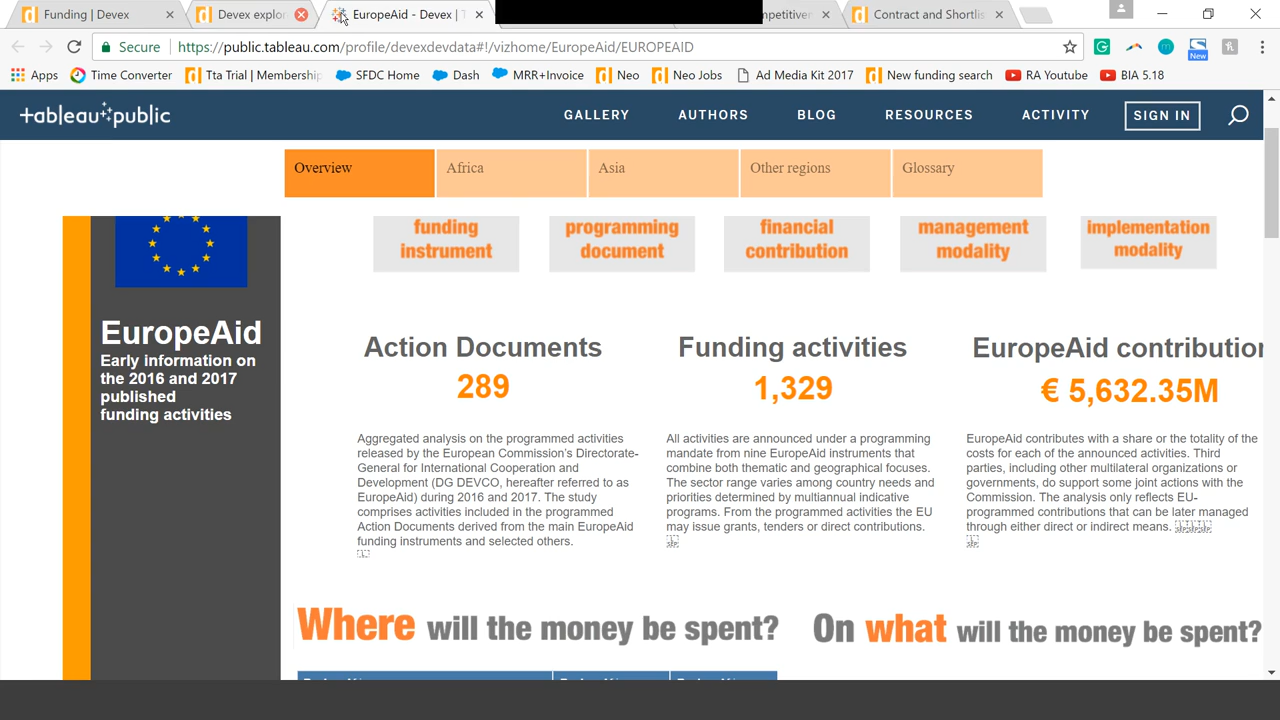 Funding | Devex
Devex explor
EuropeAid - Devex | T
mpetitiver
Contract and Shortlis
Secure
https://public.tableau.com/profile/devexdevdata#!/vizhome/EuropeAid/EUROPEAID
New
Apps
Time Converter
Tta Trial | Membership
SFDC Home
Dash
MRR+Invoice
Neo
Neo Jobs
Ad Media Kit 2017
New funding search
RA Youtube
BIA 5.18
tableau public
GALLERY
AUTHORS
BLOG
RESOURCES
ACTIVITY
SIGN IN
Overview
Africa
Asia
Other regions
Glossary
funding
instrument
programming
document
financial
contribution
management
modality
implementation
modality
EuropeAid
Early information on
the 2016 and 2017
published
funding activities
Action Documents
289
Aggregated analysis on the programmed activities
released by the European Commission's Directorate-
General for International Cooperation and
Development (DG DEVCO, hereafter referred to as
EuropeAid) during 2016 and 2017. The study
comprises activities included in the programmed
Action Documents derived from the main EuropeAid
funding instruments and selected others.
Funding activities
1,329
All activities are announced under a programming
mandate from nine EuropeAid instruments that
combine both thematic and geographical focuses.
The sector range varies among country needs and
priorities determined by multiannual indicative
programs. From the programmed activities the EU
may issue grants, tenders or direct contributions.
EuropeAid contribution
€ 5,632.35M
EuropeAid contributes with a share or the totality of the
costs for each of the announced activities. Third
parties, including other multilateral organizations or
governments, do support some joint actions with the
Commission. The analysis only reflects EU-
programmed contributions that can be later managed
through either direct or indirect means.
Where will the money be spent?
On what will the money be spent?